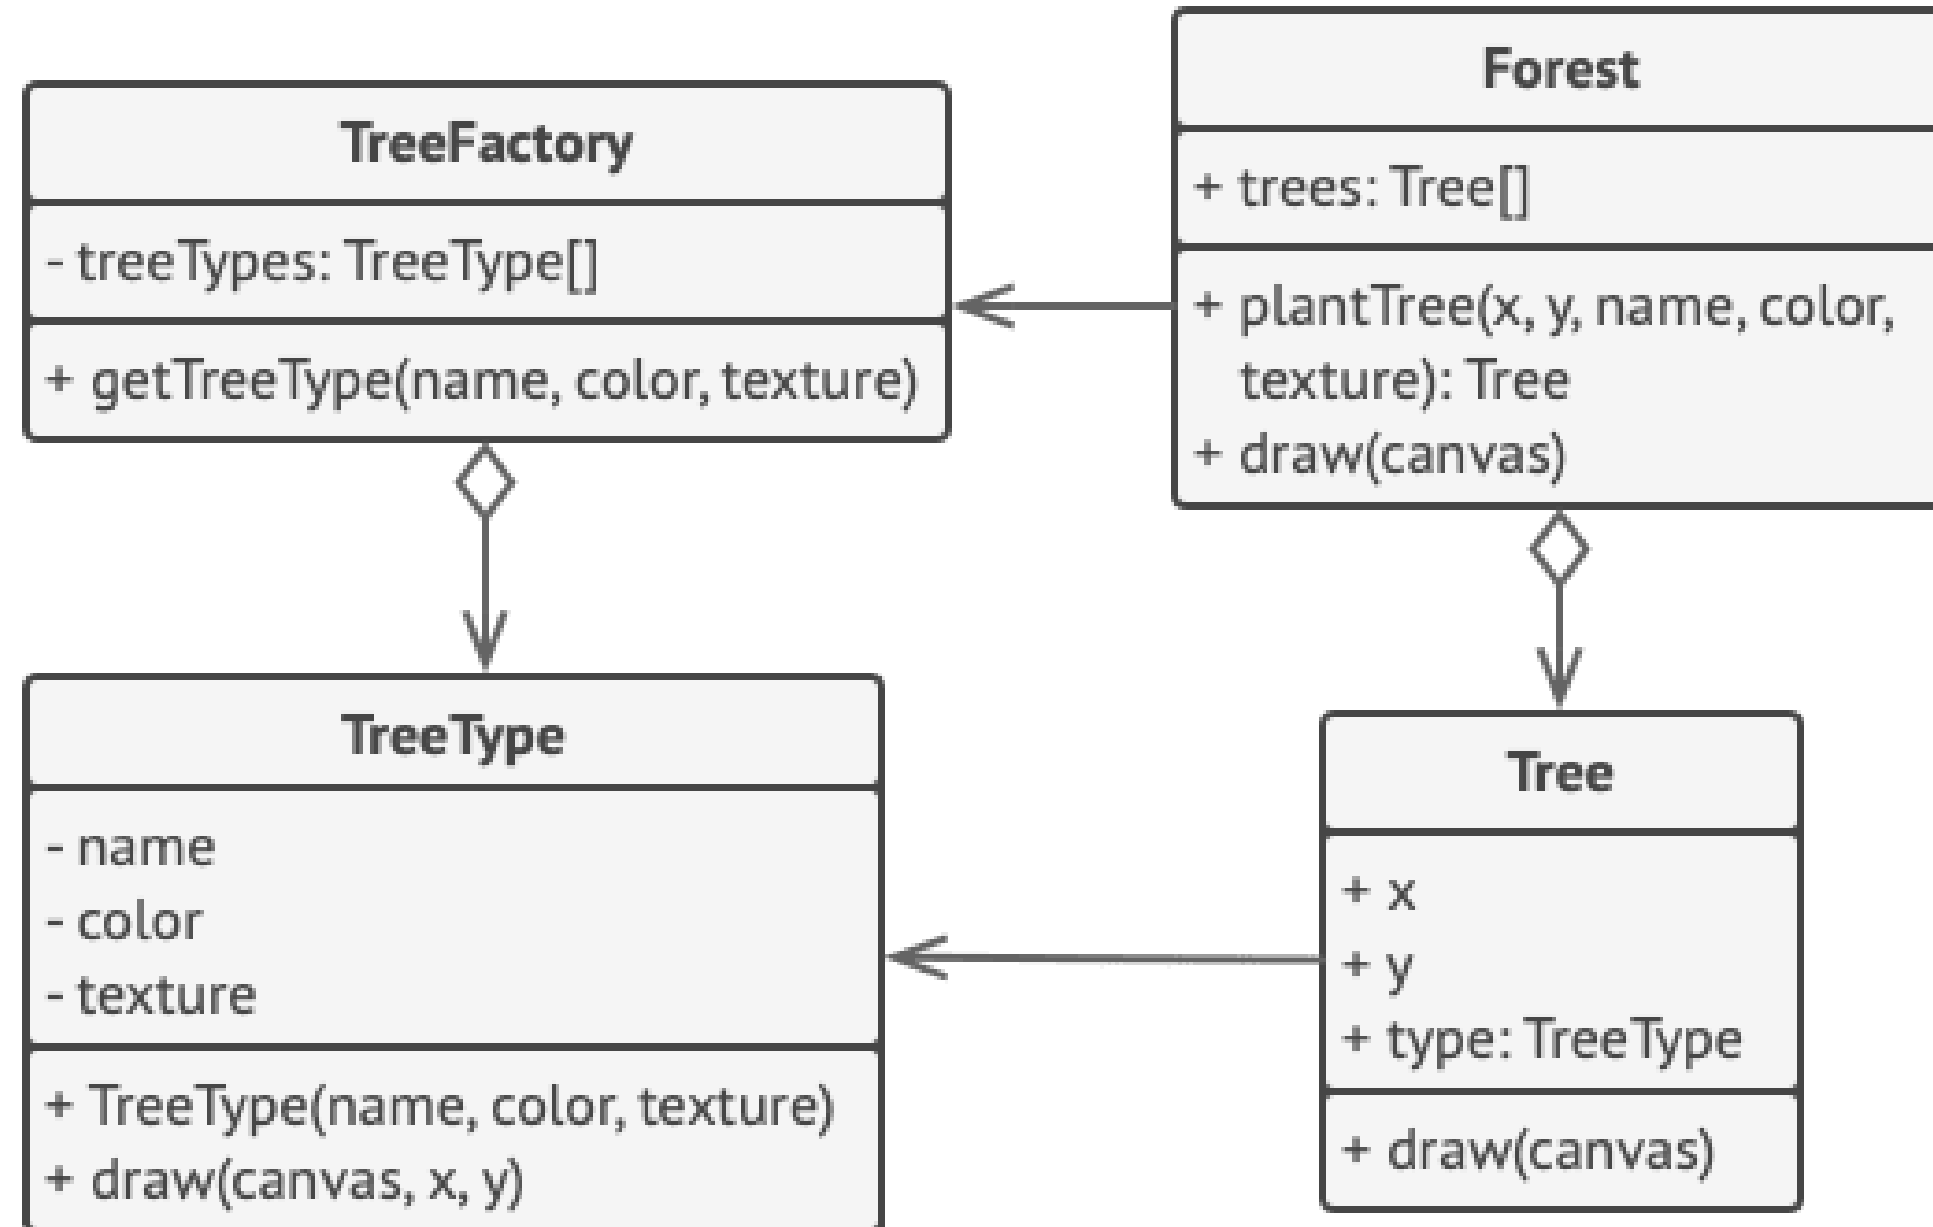 TreeFactory
- treeTypes: TreeType[]
+ getTreeType(name, color, texture)
Forest
+ trees: Tree[]
+ plantTree(x, y, name, color,
texture): Tree
+ draw(canvas)
TreeType
- name
- color
- texture
+ TreeType(name, color, texture)
+ draw(canvas, x, y)
Tree
+ x
+ y
+ type: TreeType
+ draw(canvas)